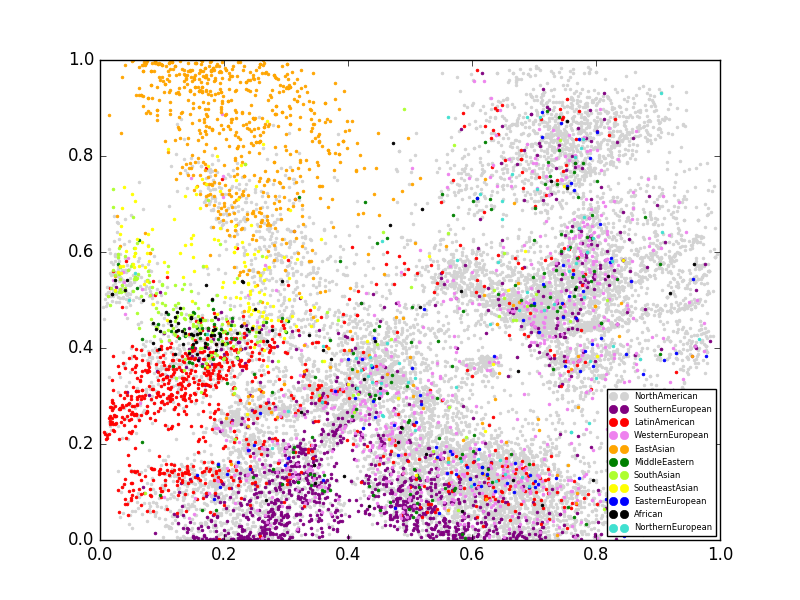 1.0
0.8
0.6
0.4
0.2
0.0
0.0 0.2 0.4 0.6 0.8 1.0
NorthAmerican
SouthernEuropean
LatinAmerican
WesternEuropean
EastAsian
MiddleEastern
SouthAsian
SoutheastAsian
EasternEuropean
African
NorthernEuropean